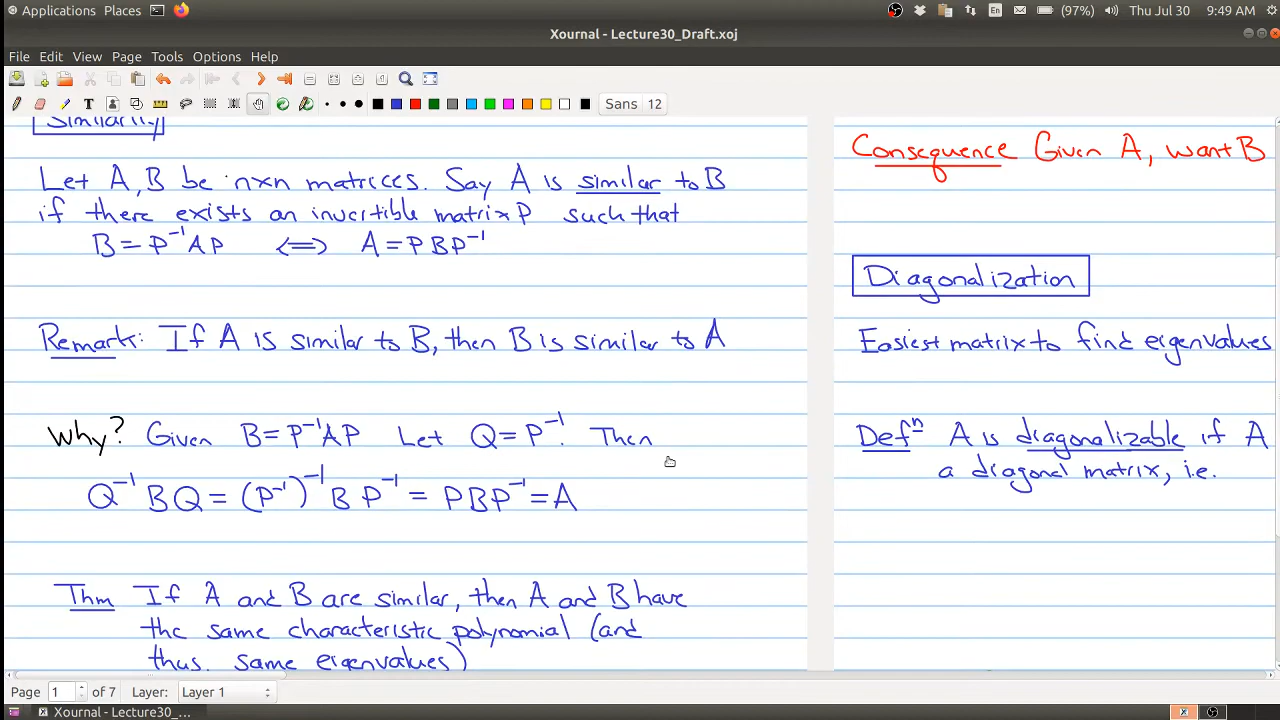 Applications Places
En
(97%)
Thu Jul 30
9:49 AM
Xournal - Lecture30_Draft.xoj
File Edit View Page Tools Options Help
T
Sans 12
Similarity
Let A, B be n×n matrices. Say A is similar to B
if there exists an invertible matrix P such that
B = P⁻¹AP ⟺ A = PBP⁻¹
Remark: If A is similar to B, then B is similar to A
Why? Given B = P⁻¹AP Let Q = P⁻¹. Then
Q⁻¹BQ = (P⁻¹)⁻¹BP⁻¹ = PBP⁻¹ = A
Thm If A and B are similar, then A and B have
the same characteristic polynomial (and
thus, same eigenvalues)
Consequence Given A, want B
Diagonalization
Easiest matrix to find eigenvalues
Defⁿ A is diagonalizable if A
a diagonal matrix, i.e.
Page 1 of 7 Layer: Layer 1
Xournal - Lecture30_...